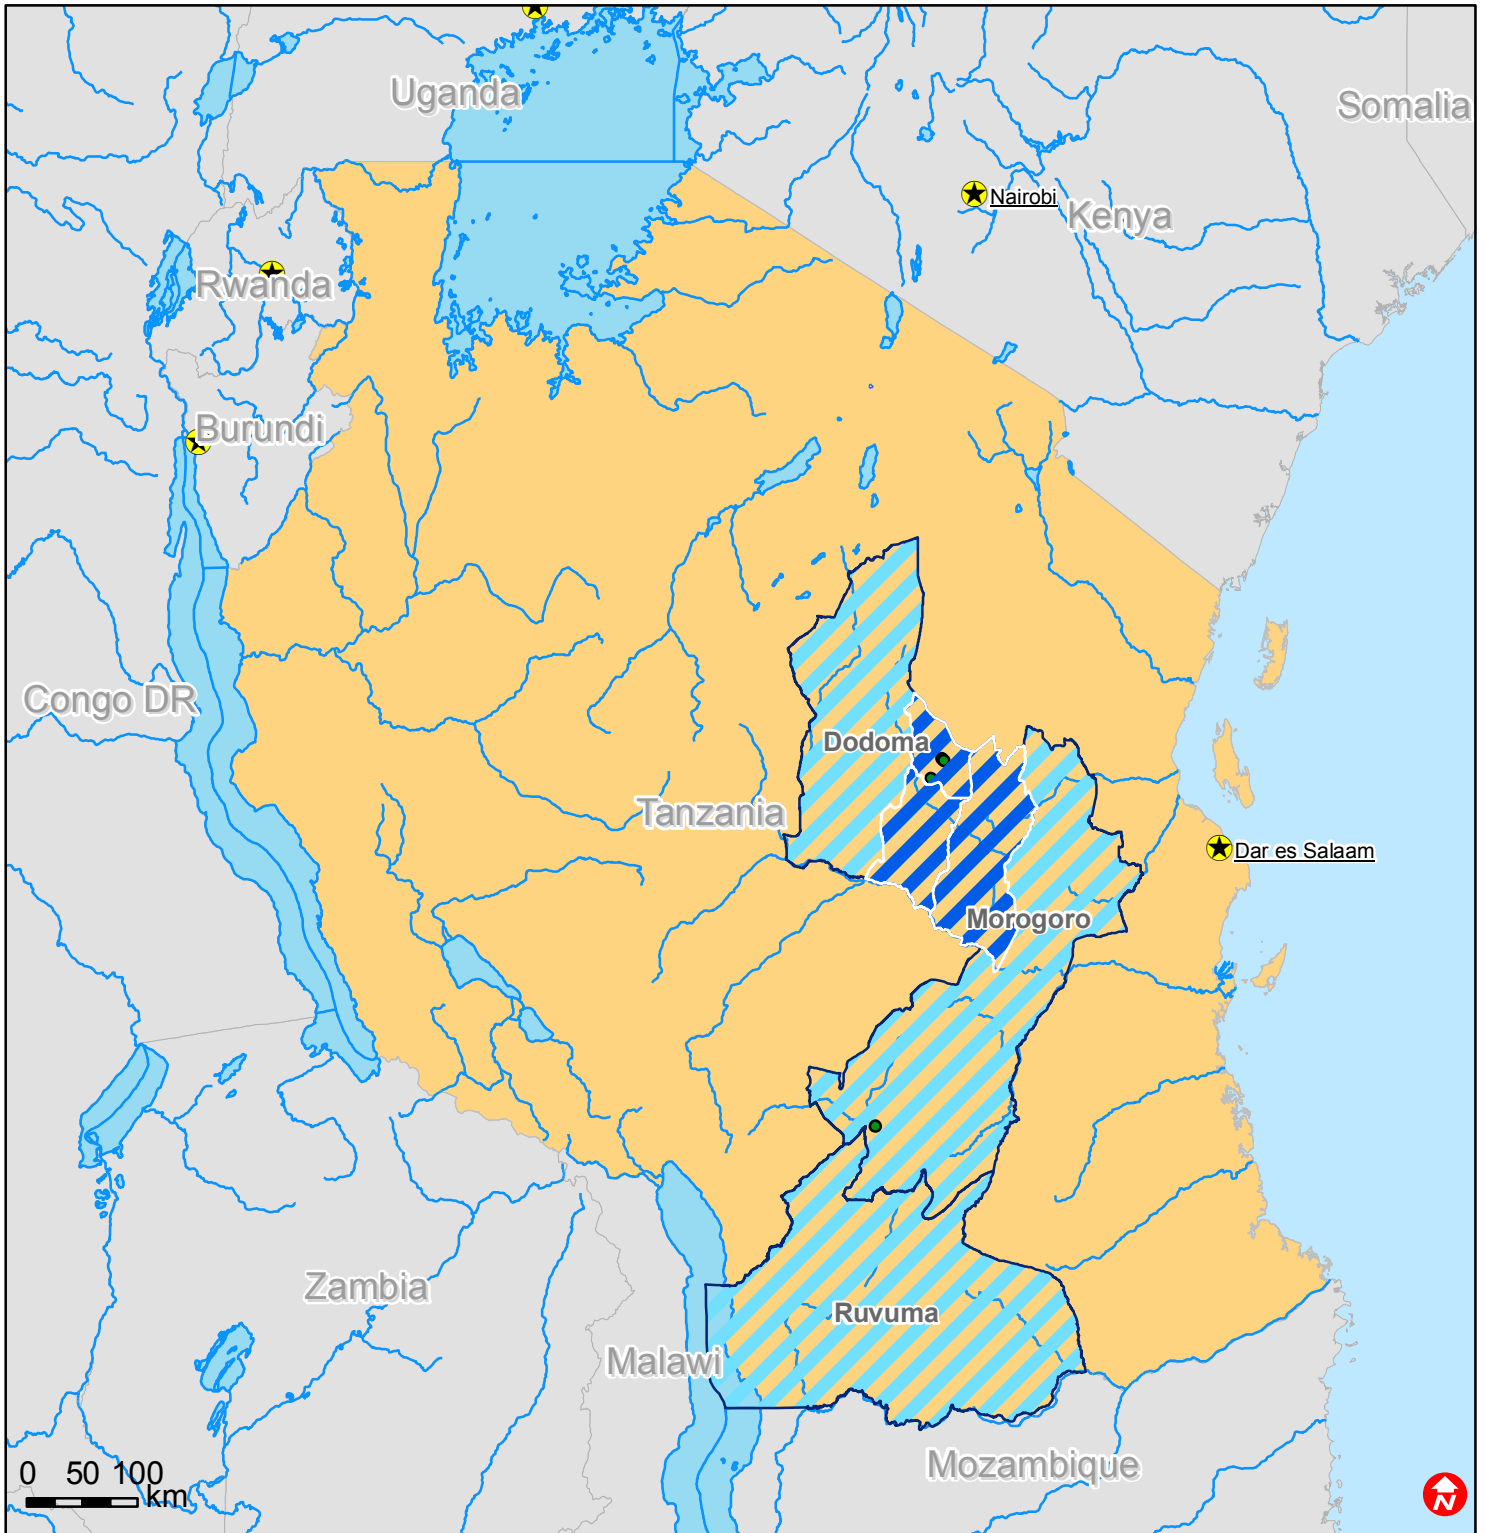 Uganda
Somalia
Nairobi
Kenya
Rwanda
Burundi
Congo DR
Dodoma
Tanzania
Dar es Salaam
Morogoro
Zambia
Ruvuma
Malawi
Mozambique
0 50 100
km
N